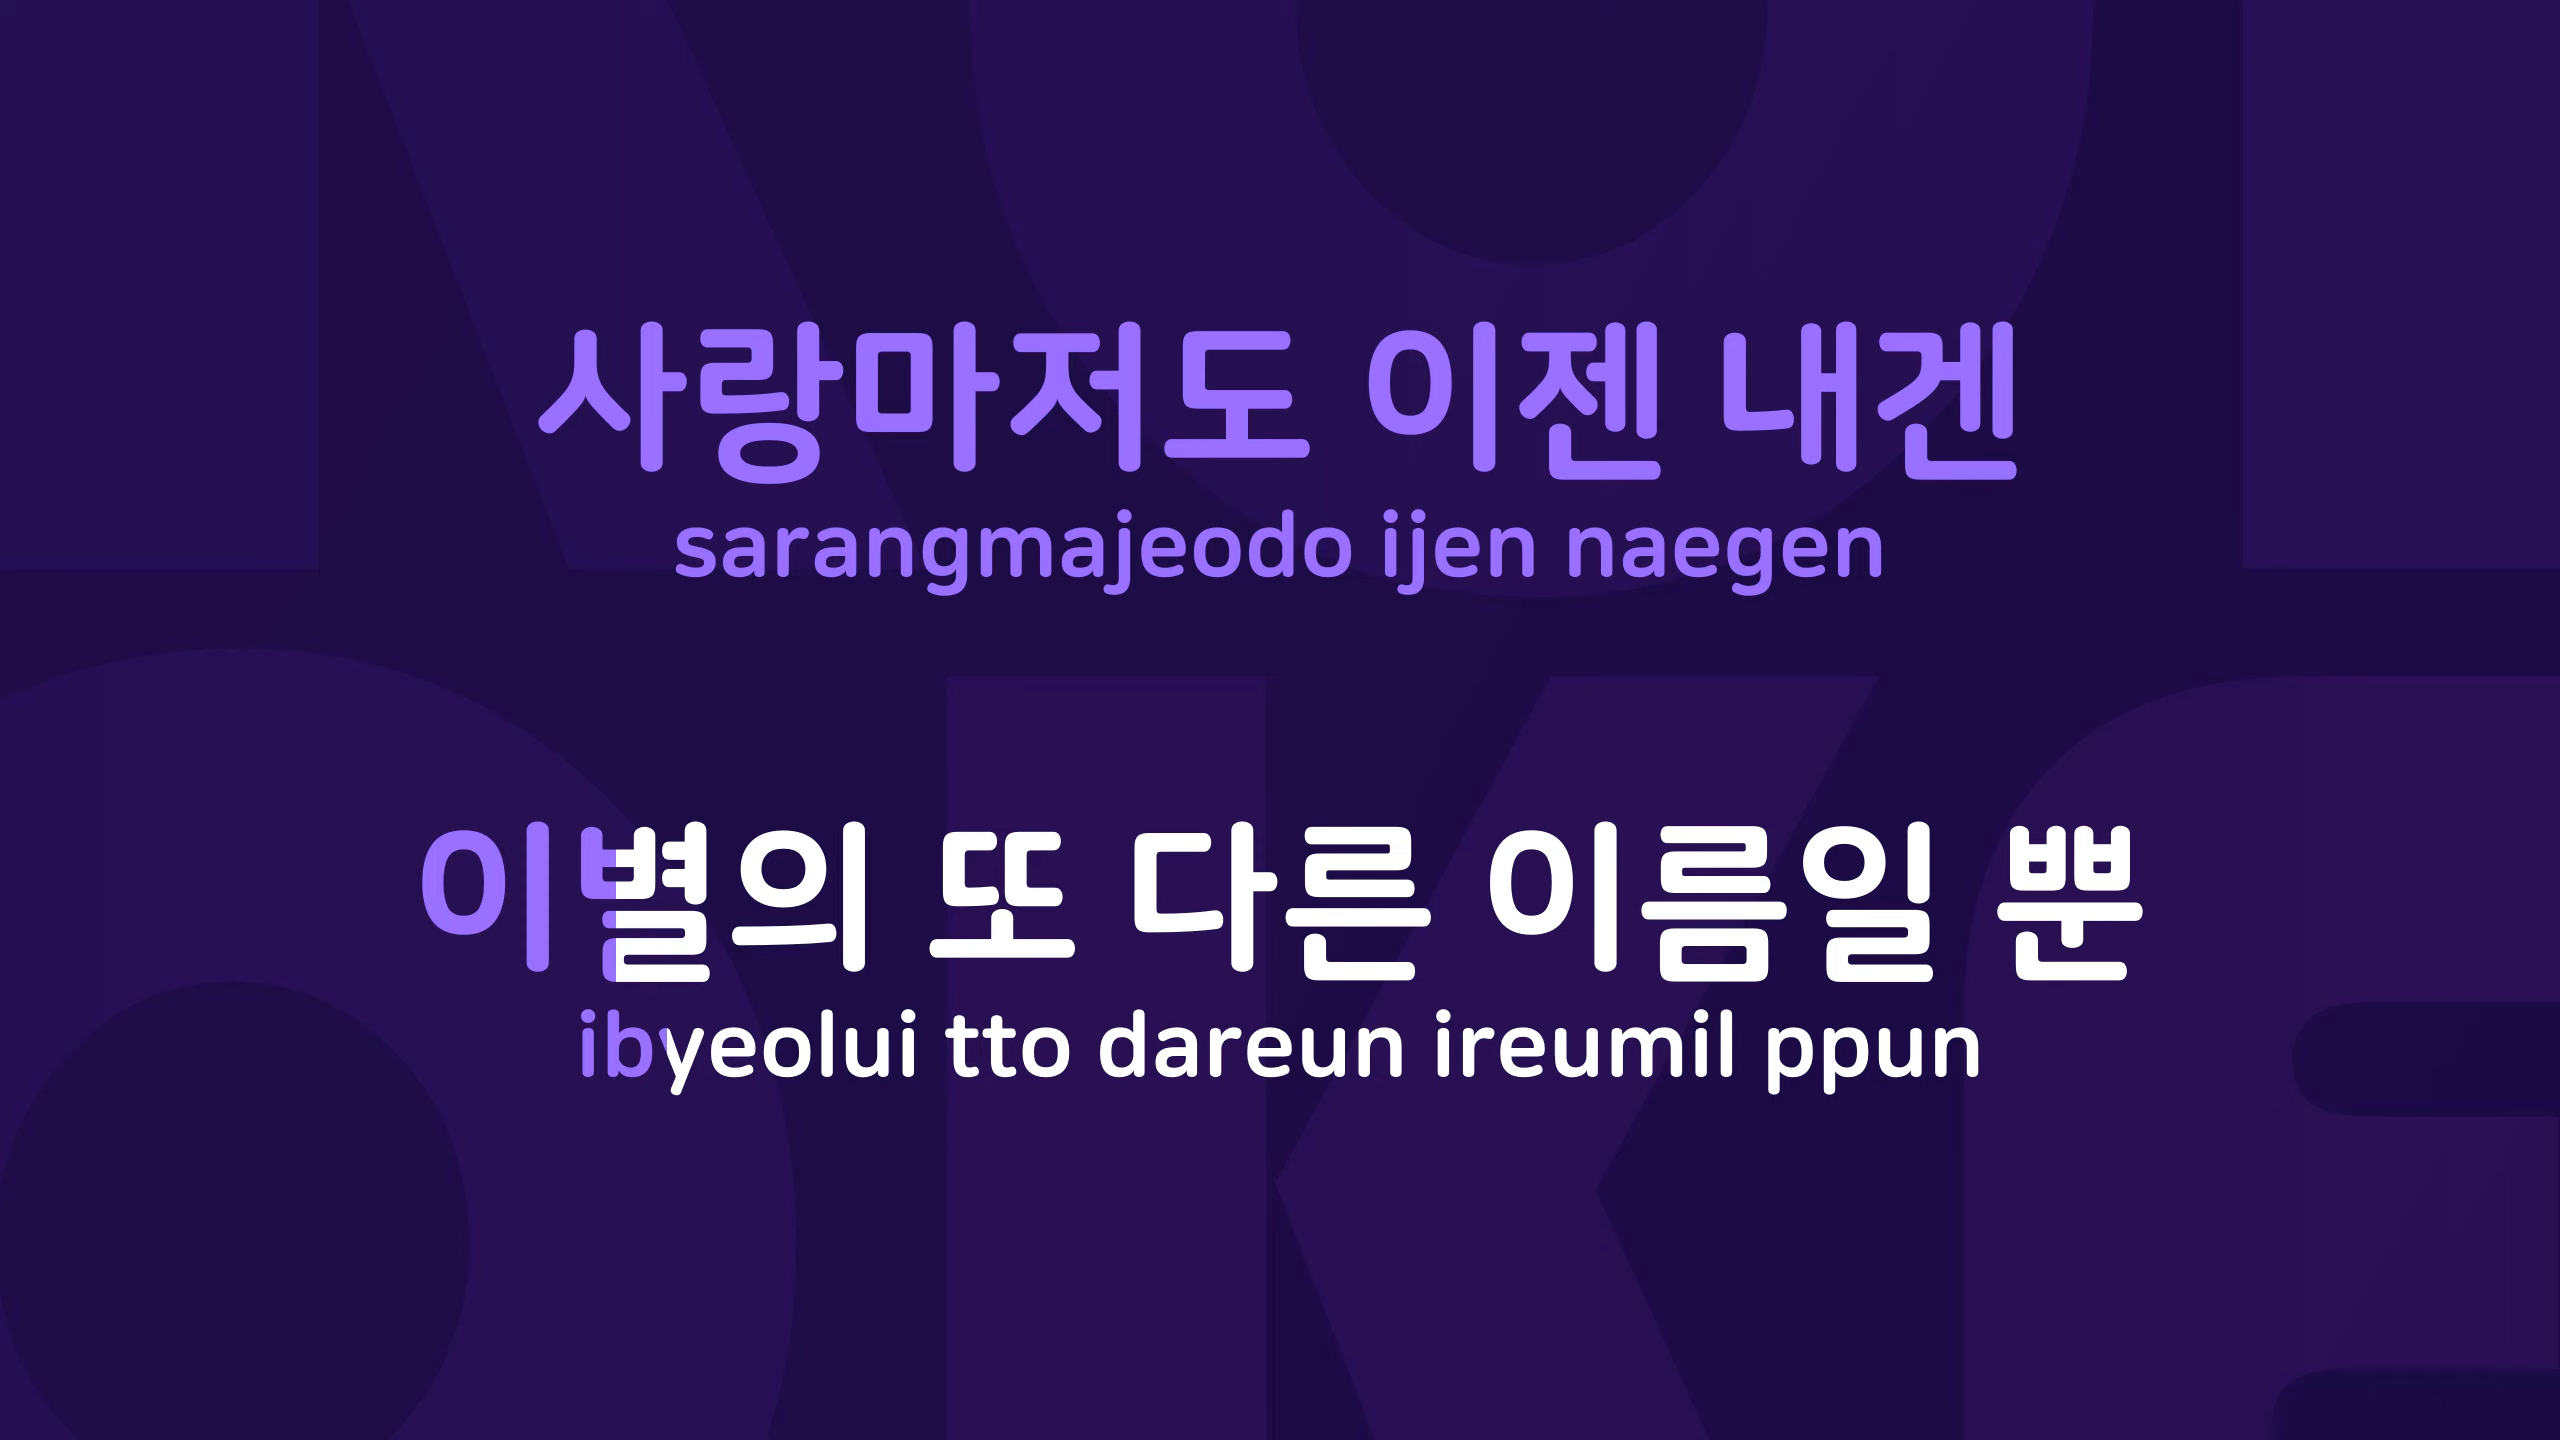 사랑마저도 이젠 내겐
sarangmajeodo ijen naegen
이별의 또 다른 이름일 뿐
ibyeolui tto dareun ireumil ppun